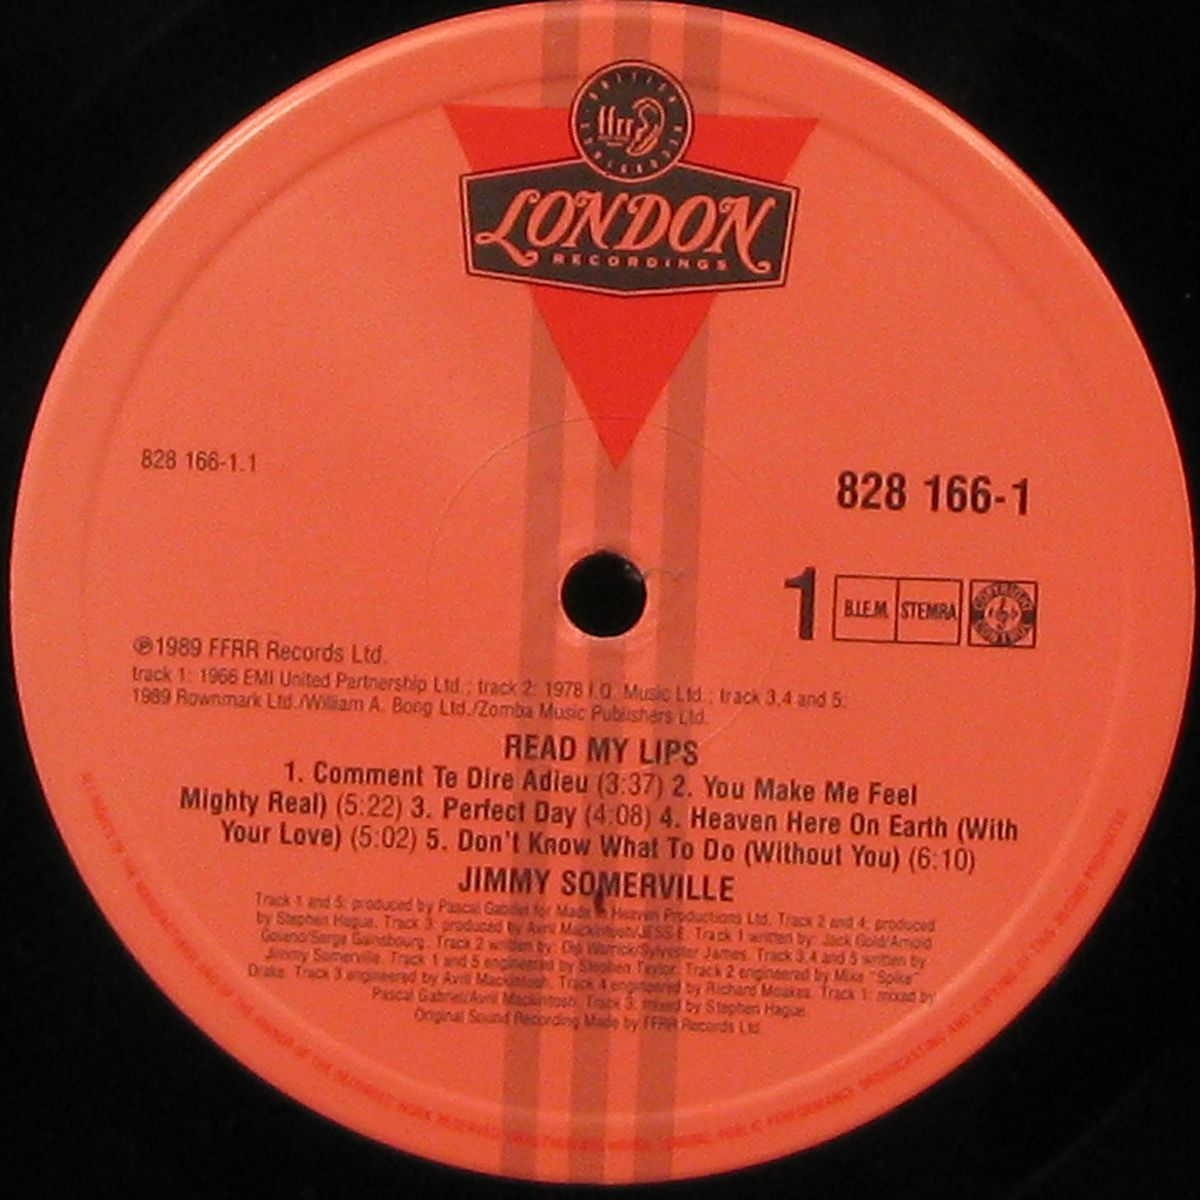 ffrr
LONDON
RECORDINGS
828 166-1.1
828 166-1
1
B.I.E.M. STEMRA
℗1989 FFRR Records Ltd.
track 1: 1966 EMI United Partnership Ltd.; track 2: 1978 I.Q. Music Ltd.; track 3,4 and 5:
1989 Rownmark Ltd./William A. Bong Ltd./Zomba Music Publishers Ltd.
READ MY LIPS
1. Comment Te Dire Adieu (3:37) 2. You Make Me Feel
Mighty Real) (5:22) 3. Perfect Day (4:08) 4. Heaven Here On Earth (With
Your Love) (5:02) 5. Don't Know What To Do (Without You) (6:10)
JIMMY SOMERVILLE
Track 1 and 5: produced by Pascal Gabriel for Made In Heaven Productions Ltd. Track 2 and 4: produced
by Stephen Hague. Track 3: produced by Avril Mackintosh/JESS-E. Track 1 written by: Jack Gold/Arnold
Goland/Serge Gainsbourg. Track 2 written by: Dip Warrick/Sylvester James. Track 3,4 and 5 written by
Jimmy Somerville. Track 1 and 5 engineered by Stephen Taylor. Track 2 engineered by Mike "Spike"
Drake. Track 3 engineered by Avril Mackintosh. Track 4 engineered by Richard Moakes. Track 1: mixed by
Pascal Gabriel/Avril Mackintosh. Track 3: mixed by Stephen Hague.
Original Sound Recording Made by FFRR Records Ltd.